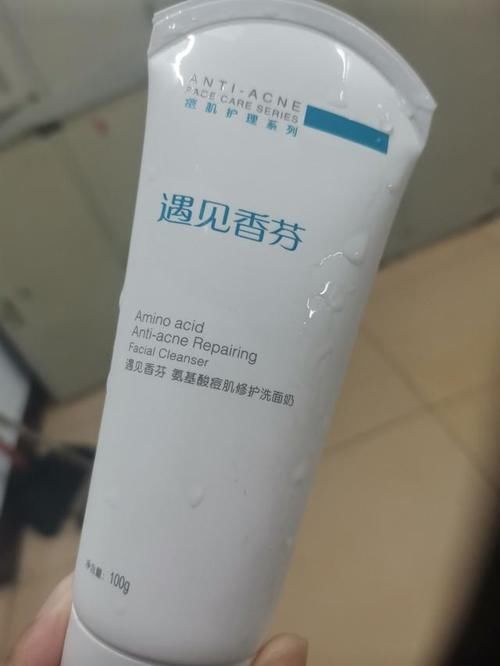 ANTI-ACNE
FACE CARE SERIES
痘肌护理系列
遇见香芬
Amino acid
Anti-acne Repairing
Facial Cleanser
遇见香芬 氨基酸痘肌修护洗面奶
净含量: 100g